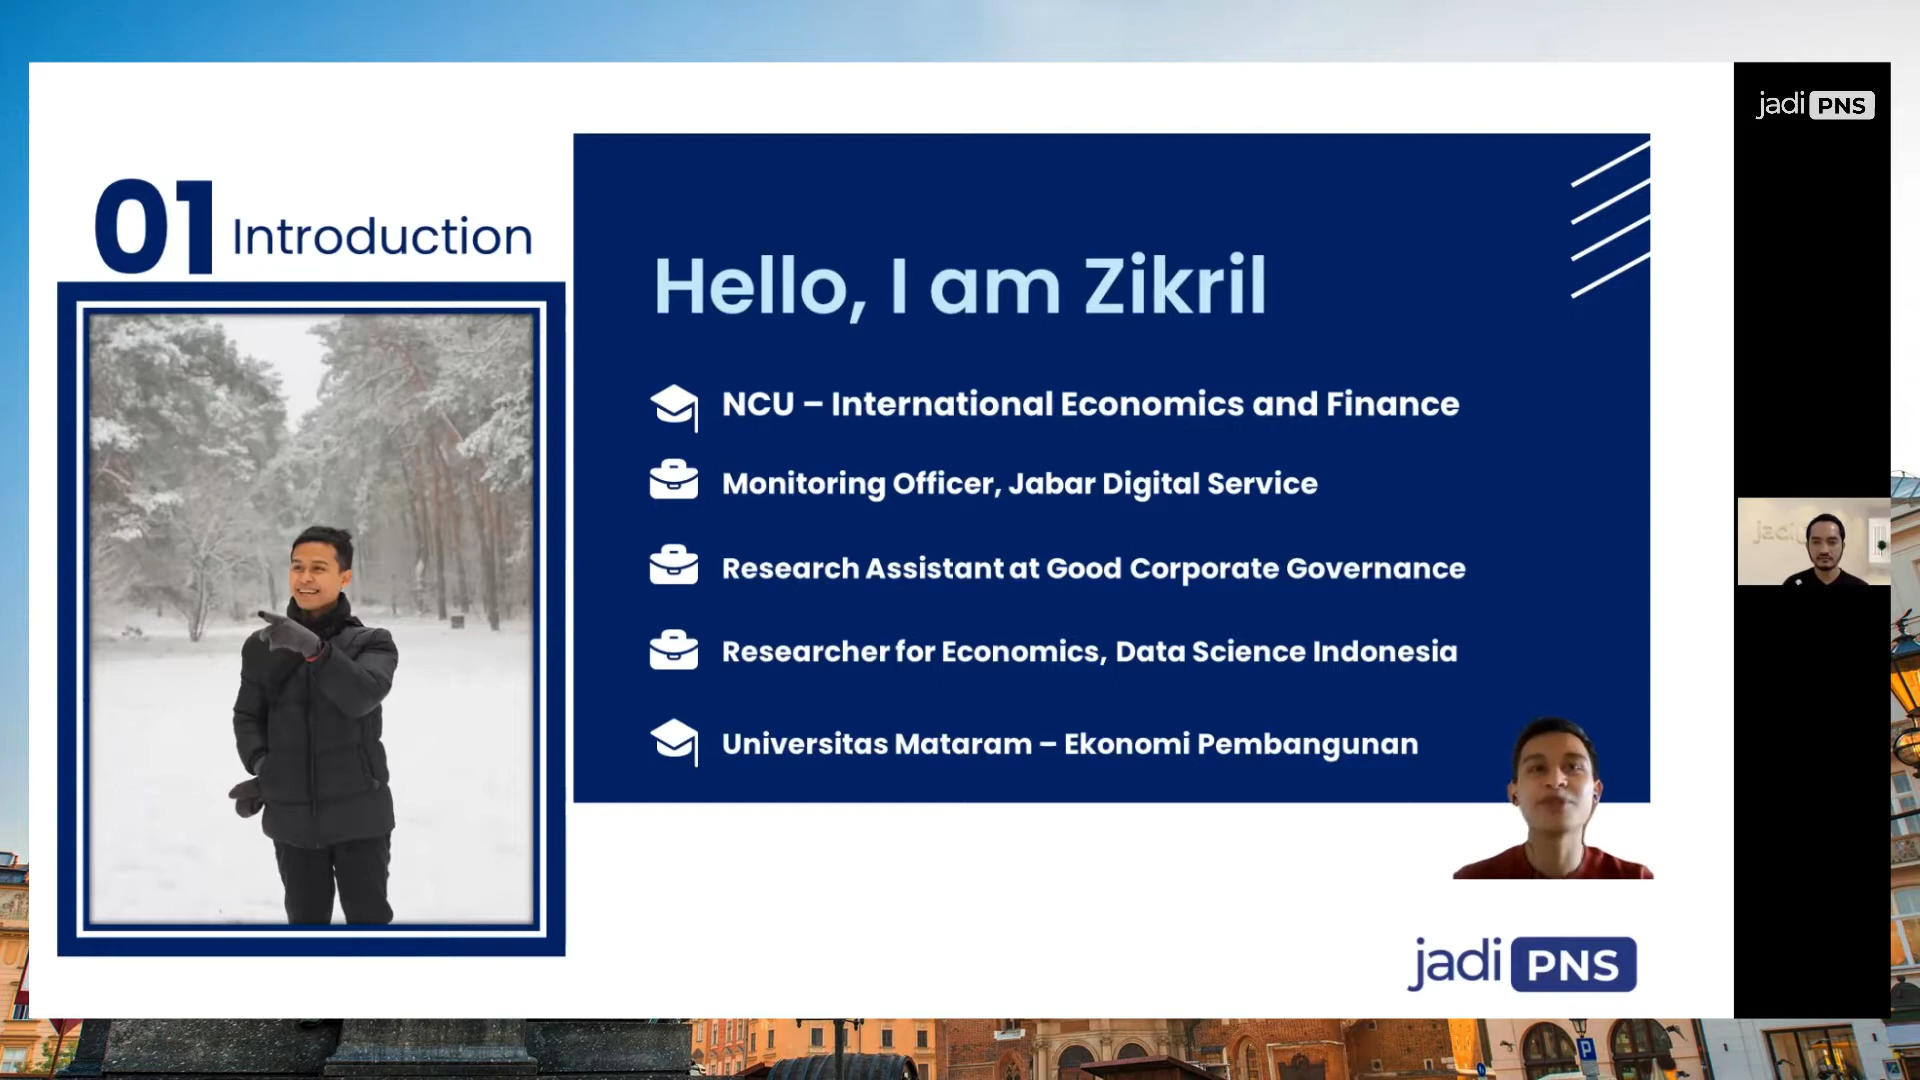 01 Introduction
Hello, I am Zikril
NCU – International Economics and Finance
Monitoring Officer, Jabar Digital Service
Research Assistant at Good Corporate Governance
Researcher for Economics, Data Science Indonesia
Universitas Mataram – Ekonomi Pembangunan
jadi PNS
jadi PNS
jadi
P